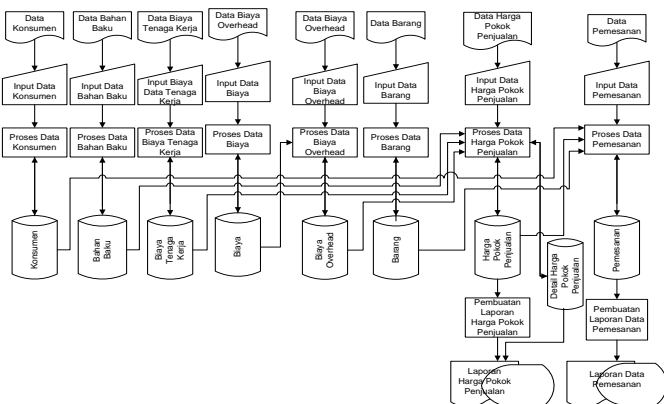 Data
Konsumen
Data Bahan
Baku
Data Biaya
Tenaga Kerja
Data Biaya
Overhead
Data Biaya
Overhead
Data Barang
Data Harga
Pokok
Penjualan
Data
Pemesanan
Input Data
Konsumen
Input Data
Bahan Baku
Input Biaya
Data Tenaga
Kerja
Input Data
Biaya
Input Data
Biaya
Overhead
Input Data
Barang
Input Data
Harga Pokok
Penjualan
Input Data
Pemesanan
Proses Data
Konsumen
Proses Data
Bahan Baku
Proses Data
Biaya Tenaga
Kerja
Proses Data
Biaya
Proses Data
Biaya
Overhead
Proses Data
Barang
Proses Data
Harga Pokok
Penjualan
Proses Data
Pemesanan
Konsumen
Bahan
Baku
Biaya
Tenaga
Kerja
Biaya
Biaya
Overhead
Barang
Harga
Pokok
Penjualan
Detail Harga
Pokok
Penjualan
Pemesanan
Pembuatan
Laporan
Harga Pokok
Penjualan
Pembuatan
Laporan Data
Pemesanan
Laporan
Harga Pokok
Penjualan
Laporan Data
Pemesanan